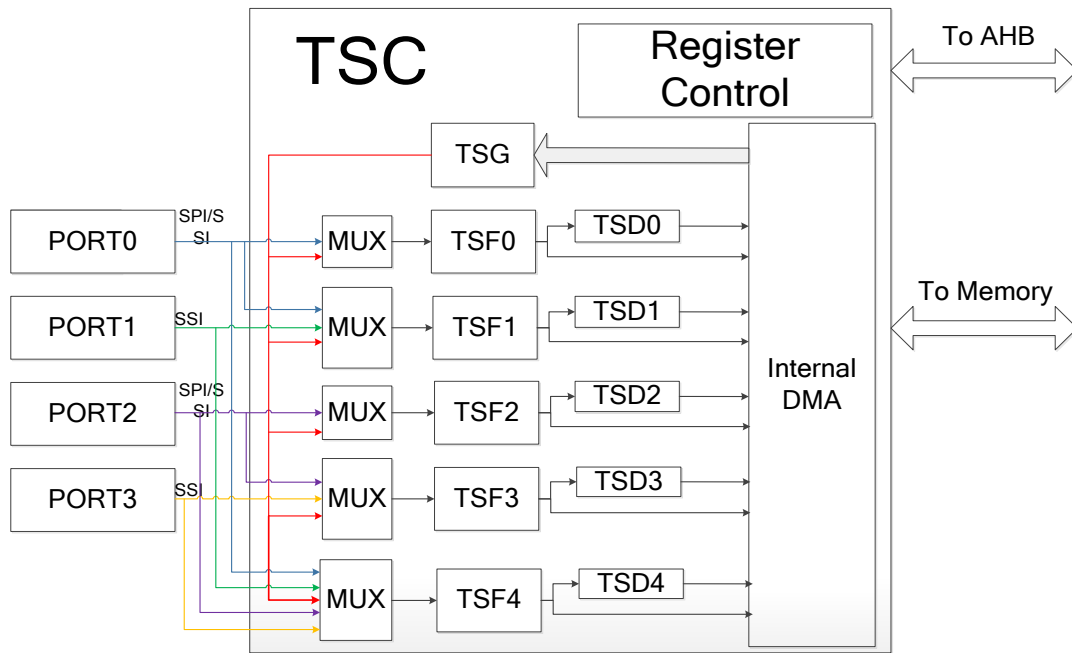 TSC
Register
Control
To AHB
TSG
PORT0
SPI/S
SI
MUX
TSF0
TSD0
PORT1
SSI
MUX
TSF1
TSD1
To Memory
Internal
DMA
PORT2
SPI/S
SI
MUX
TSF2
TSD2
PORT3
SSI
MUX
TSF3
TSD3
MUX
TSF4
TSD4